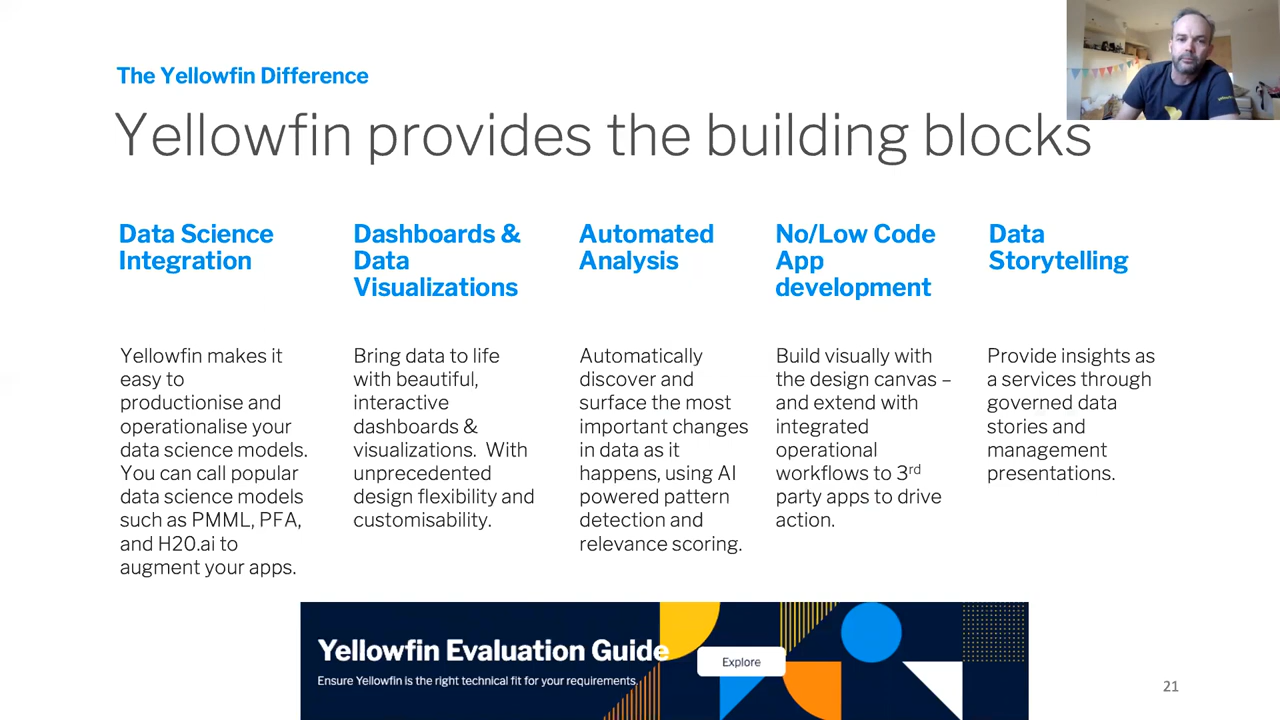 The Yellowfin Difference
Yellowfin provides the building blocks
Data Science
Integration
Yellowfin makes it
easy to
productionise and
operationalise your
data science models.
You can call popular
data science models
such as PMML, PFA,
and H20.ai to
augment your apps.
Dashboards &
Data
Visualizations
Bring data to life
with beautiful,
interactive
dashboards &
visualizations.  With
unprecedented
design flexibility and
customisability.
Automated
Analysis
Automatically
discover and
surface the most
important changes
in data as it
happens, using AI
powered pattern
detection and
relevance scoring.
No/Low Code
App
development
Build visually with
the design canvas –
and extend with
integrated
operational
workflows to 3rd
party apps to drive
action.
Data
Storytelling
Provide insights as
a services through
governed data
stories and
management
presentations.
Yellowfin Evaluation Guide
Ensure Yellowfin is the right technical fit for your requirements.
Explore
21